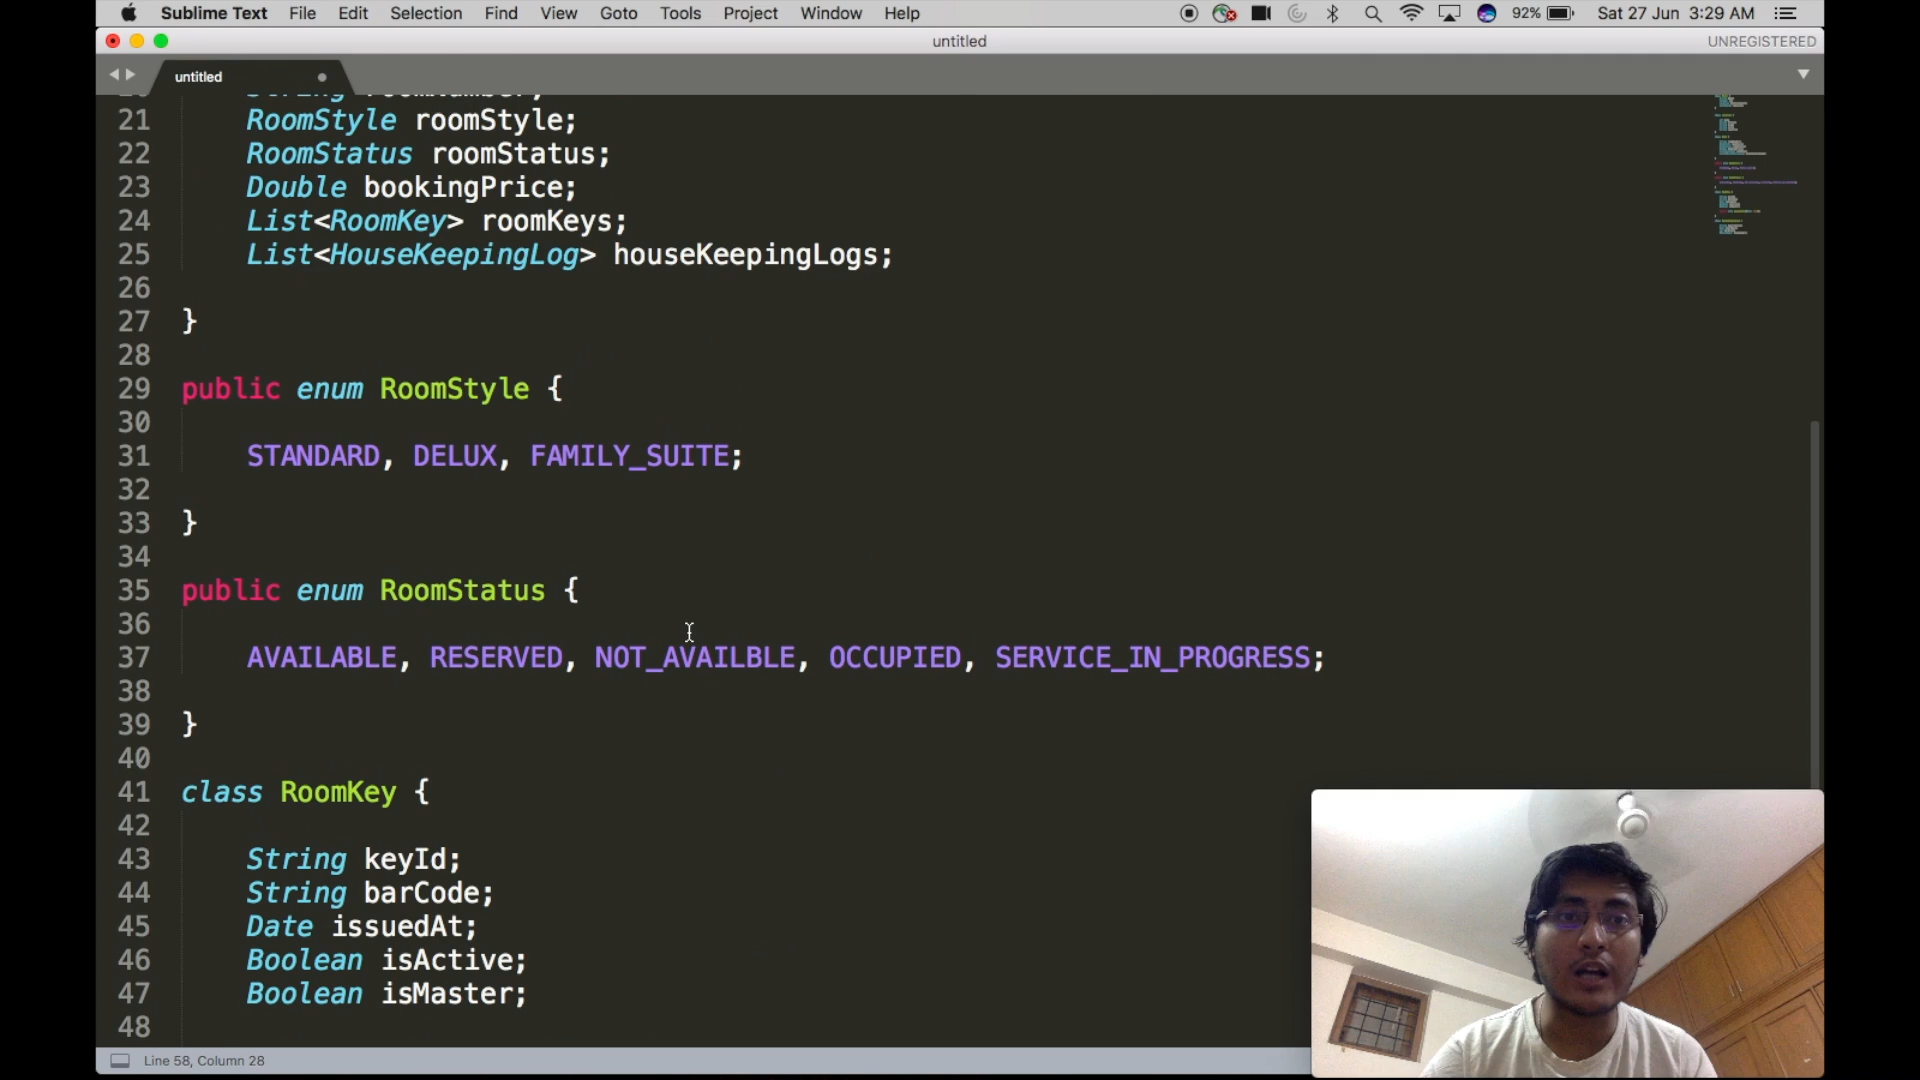 Sublime Text File Edit Selection Find View Goto Tools Project Window Help 92% Sat 27 Jun 3:29 AM
untitled UNREGISTERED
untitled
21 RoomStyle roomStyle;
22 RoomStatus roomStatus;
23 Double bookingPrice;
24 List<RoomKey> roomKeys;
25 List<HouseKeepingLog> houseKeepingLogs;
26
27 }
28
29 public enum RoomStyle {
30
31 STANDARD, DELUX, FAMILY_SUITE;
32
33 }
34
35 public enum RoomStatus {
36
37 AVAILABLE, RESERVED, NOT_AVAILBLE, OCCUPIED, SERVICE_IN_PROGRESS;
38
39 }
40
41 class RoomKey {
42
43 String keyId;
44 String barCode;
45 Date issuedAt;
46 Boolean isActive;
47 Boolean isMaster;
48
Line 58, Column 28